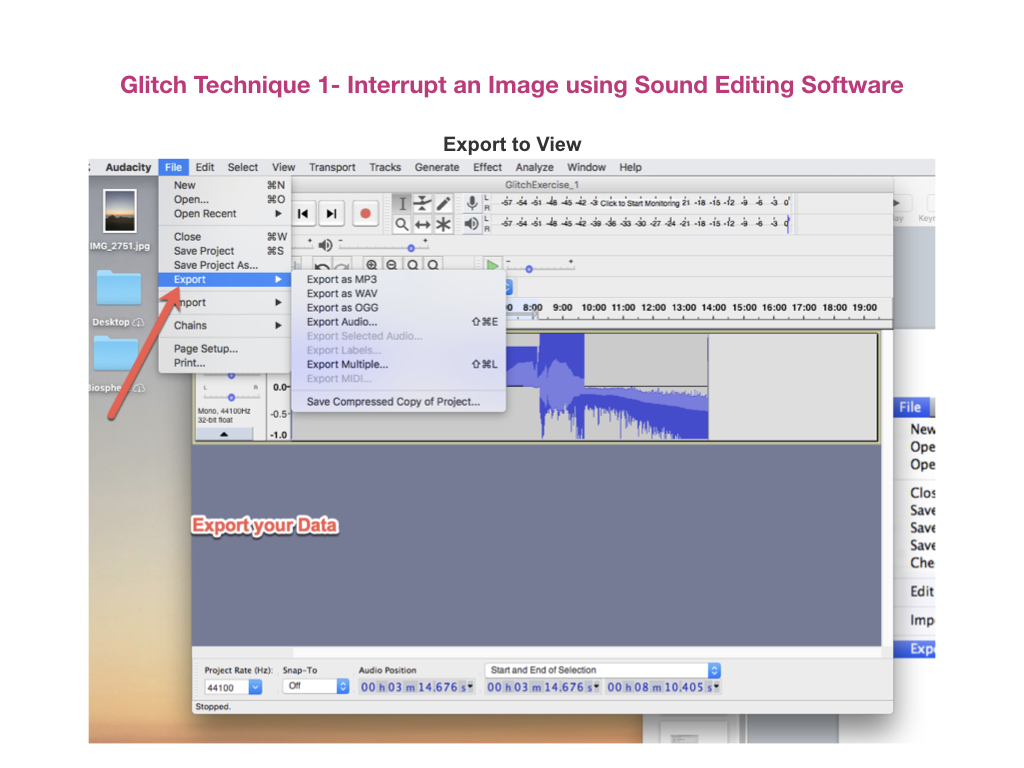 Glitch Technique 1- Interrupt an Image using Sound Editing Software
Export to View
Audacity File Edit Select View Transport Tracks Generate Effect Analyze Window Help
GlitchExercise_1
New ⌘N
Open... ⌘O
Open Recent
Close ⌘W
Save Project ⌘S
Save Project As...
Export
Import
Chains
Page Setup...
Print...
Export as MP3
Export as WAV
Export as OGG
Export Audio... ⇧⌘E
Export Selected Audio...
Export Labels...
Export Multiple... ⇧⌘L
Export MIDI...
Save Compressed Copy of Project...
L
R
-57 -54 -51 -48 -45 -42 -3 Click to Start Monitoring 21 -18 -15 -12 -9 -6 -3 0
L
R
-57 -54 -51 -48 -45 -42 -39 -36 -33 -30 -27 -24 -21 -18 -15 -12 -9 -6 -3 0
IMG_2751.jpg
Desktop
8:00 9:00 10:00 11:00 12:00 13:00 14:00 15:00 16:00 17:00 18:00 19:00
L R
Mono, 44100Hz
32-bit float
0.0
-0.5
-1.0
Export your Data
File
New
Ope
Ope
Clos
Save
Save
Save
Che
Edit
Imp
Exp
Project Rate (Hz): Snap-To Audio Position Start and End of Selection
44100 Off 00 h 03 m 14.676 s 00 h 03 m 14.676 s 00 h 08 m 10.405 s
Stopped.